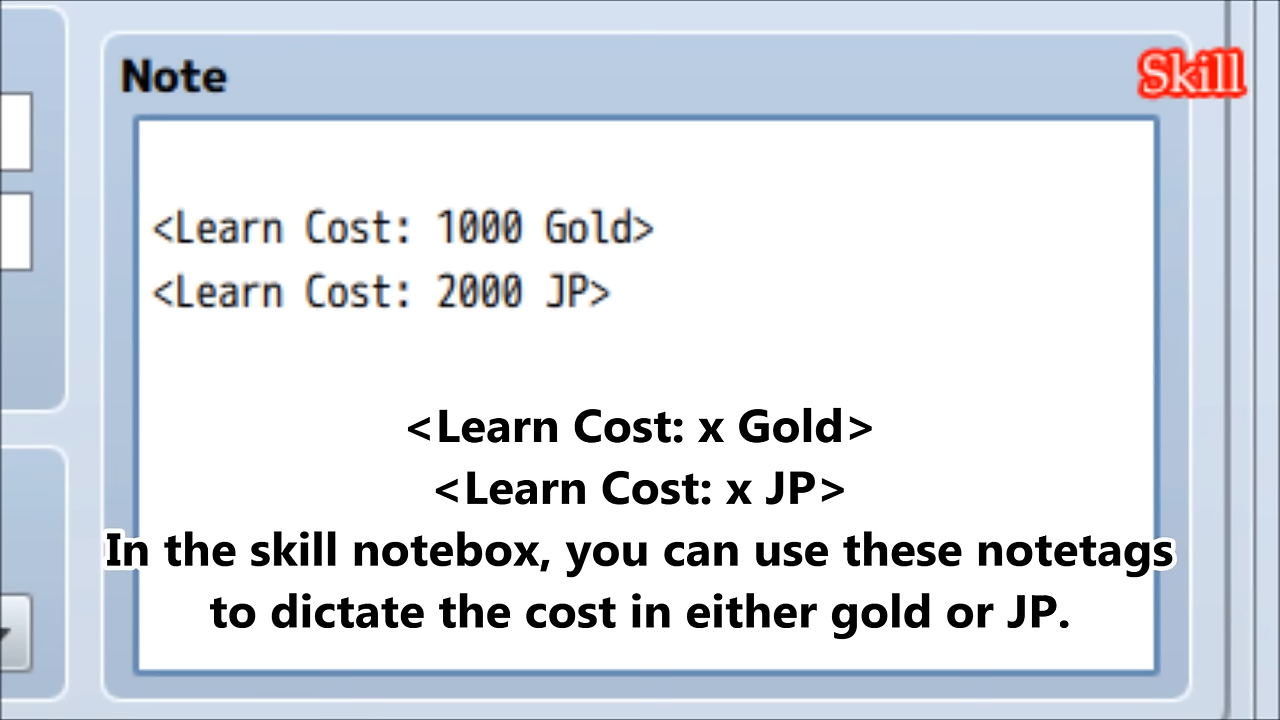 Note
Skill
<Learn Cost: 1000 Gold>
<Learn Cost: 2000 JP>
<Learn Cost: x Gold>
<Learn Cost: x JP>
In the skill notebox, you can use these notetags
to dictate the cost in either gold or JP.